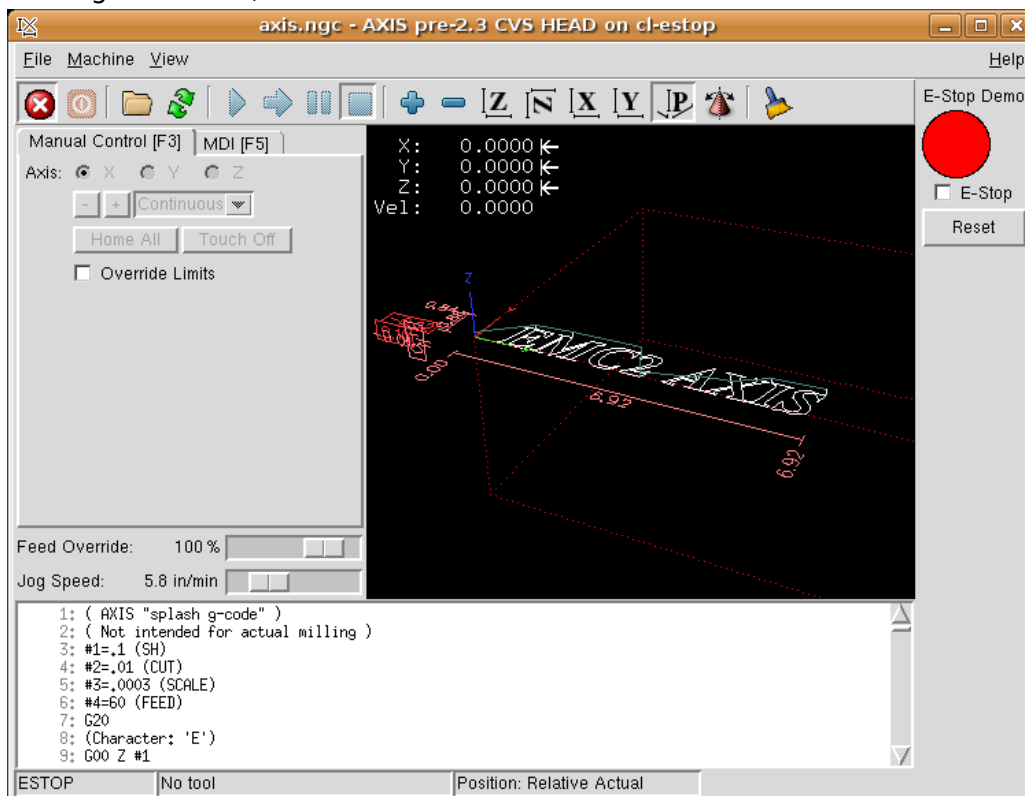 axis.ngc - AXIS pre-2.3 CVS HEAD on cl-estop
File Machine View Help
Z N X Y P
E-Stop Demo
Manual Control [F3] MDI [F5]
Axis: X Y Z
- + Continuous
Home All Touch Off
Override Limits
X: 0.0000
Y: 0.0000
Z: 0.0000
Vel: 0.0000
E-Stop
Reset
Z
EMC2 AXIS
0.00
6.92
6.92
Feed Override: 100 %
Jog Speed: 5.8 in/min
1: ( AXIS "splash g-code" )
2: ( Not intended for actual milling )
3: #1=.1 (SH)
4: #2=.01 (CUT)
5: #3=.0003 (SCALE)
6: #4=60 (FEED)
7: G20
8: (Character: 'E')
9: G00 Z #1
ESTOP No tool Position: Relative Actual